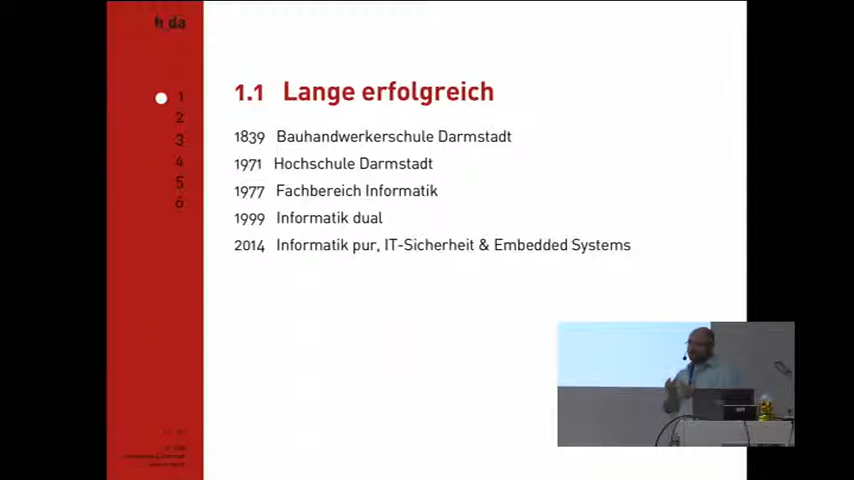 h_da
1
2
3
4
5
6
1.1 Lange erfolgreich
1839 Bauhandwerkerschule Darmstadt
1971 Hochschule Darmstadt
1977 Fachbereich Informatik
1999 Informatik dual
2014 Informatik pur, IT-Sicherheit & Embedded Systems